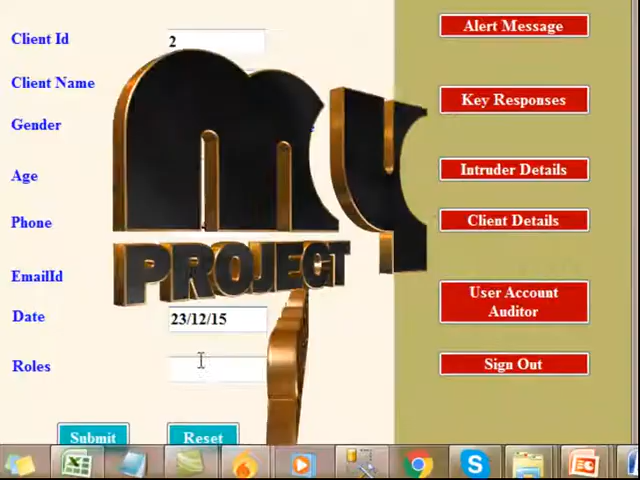 Client Id
2
Alert Message
Client Name
Key Responses
Gender
Age
Intruder Details
Phone
Client Details
EmailId
Date
23/12/15
User Account
Auditor
Roles
Sign Out
Submit
Reset
my
PROJECT